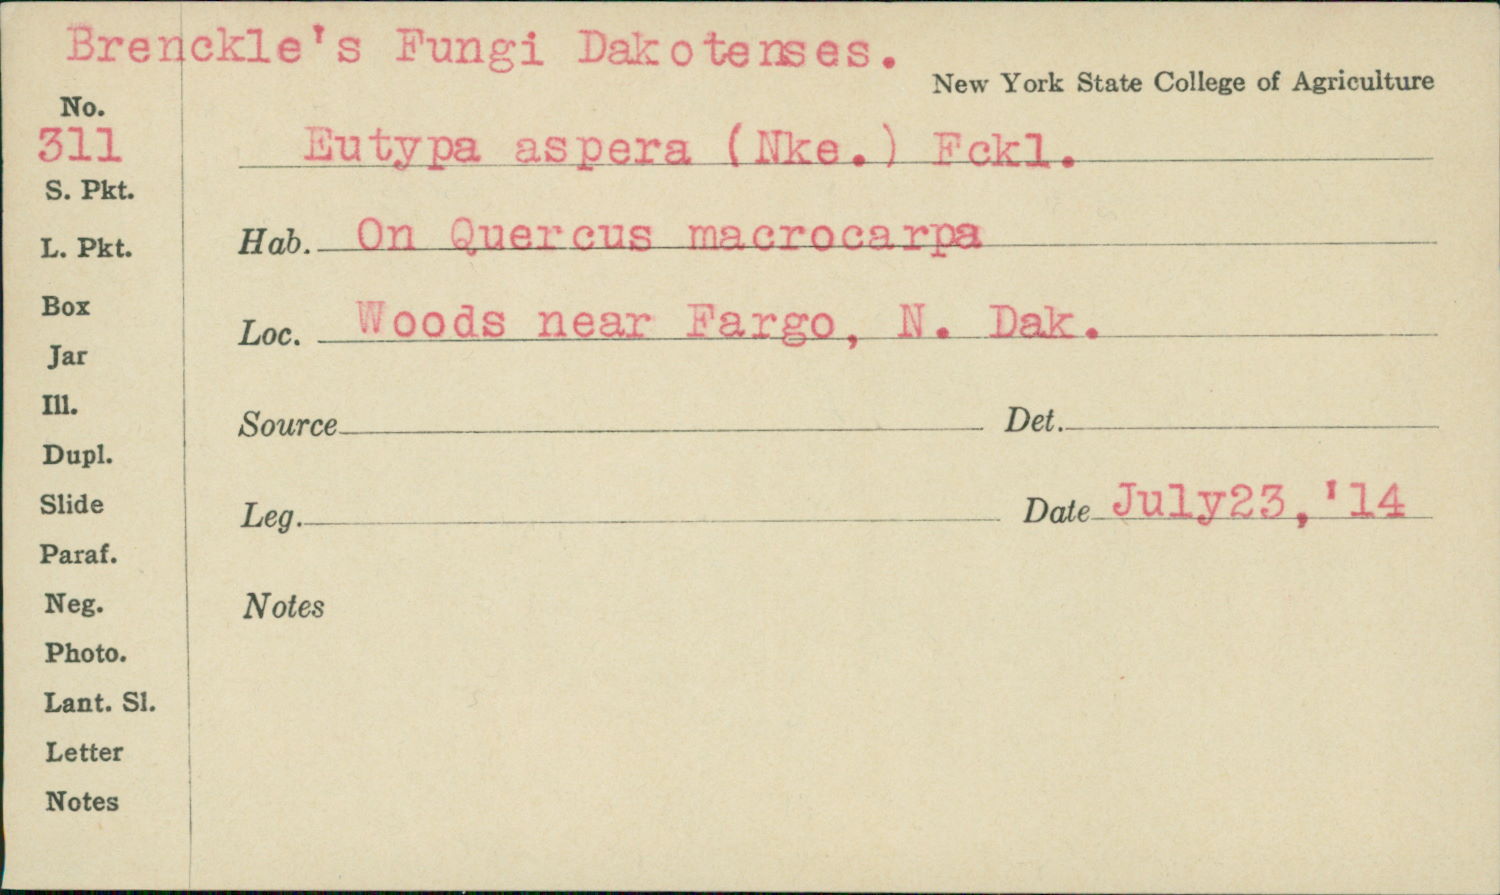 Brenckle's Fungi Dakotenses.
New York State College of Agriculture
No.
311
Eutypa aspera (Nke.) Fckl.
S. Pkt.
L. Pkt.
Hab. On Quercus macrocarpa
Box
Loc. Woods near Fargo, N. Dak.
Jar
Ill.
Source Det.
Dupl.
Slide
Leg. Date July23,'14
Paraf.
Neg.
Notes
Photo.
Lant. Sl.
Letter
Notes